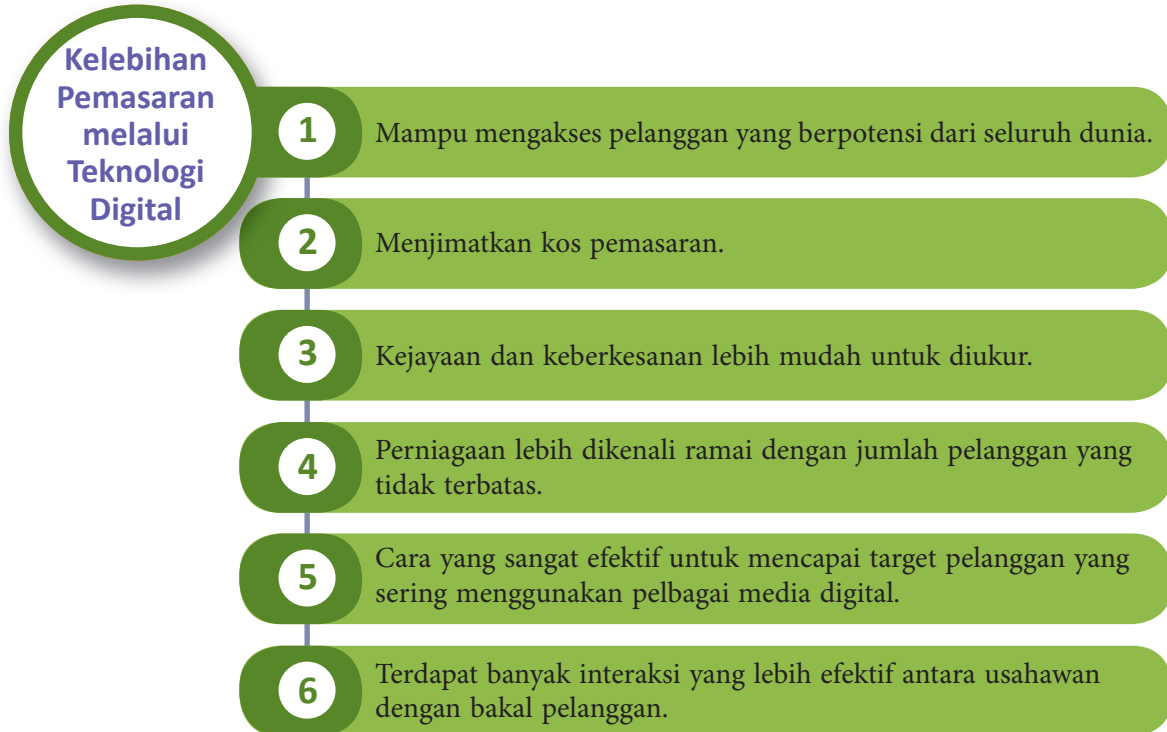 Kelebihan
Pemasaran
melalui
Teknologi
Digital
1
Mampu mengakses pelanggan yang berpotensi dari seluruh dunia.
2
Menjimatkan kos pemasaran.
3
Kejayaan dan keberkesanan lebih mudah untuk diukur.
4
Perniagaan lebih dikenali ramai dengan jumlah pelanggan yang
tidak terbatas.
5
Cara yang sangat efektif untuk mencapai target pelanggan yang
sering menggunakan pelbagai media digital.
6
Terdapat banyak interaksi yang lebih efektif antara usahawan
dengan bakal pelanggan.